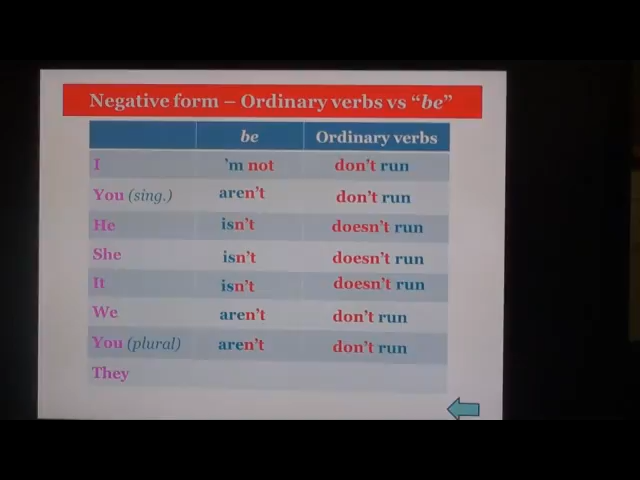 Negative form – Ordinary verbs vs “be”
be Ordinary verbs
I ’m not don’t run
You (sing.) aren’t don’t run
He isn’t doesn’t run
She isn’t doesn’t run
It isn’t doesn’t run
We aren’t don’t run
You (plural) aren’t don’t run
They